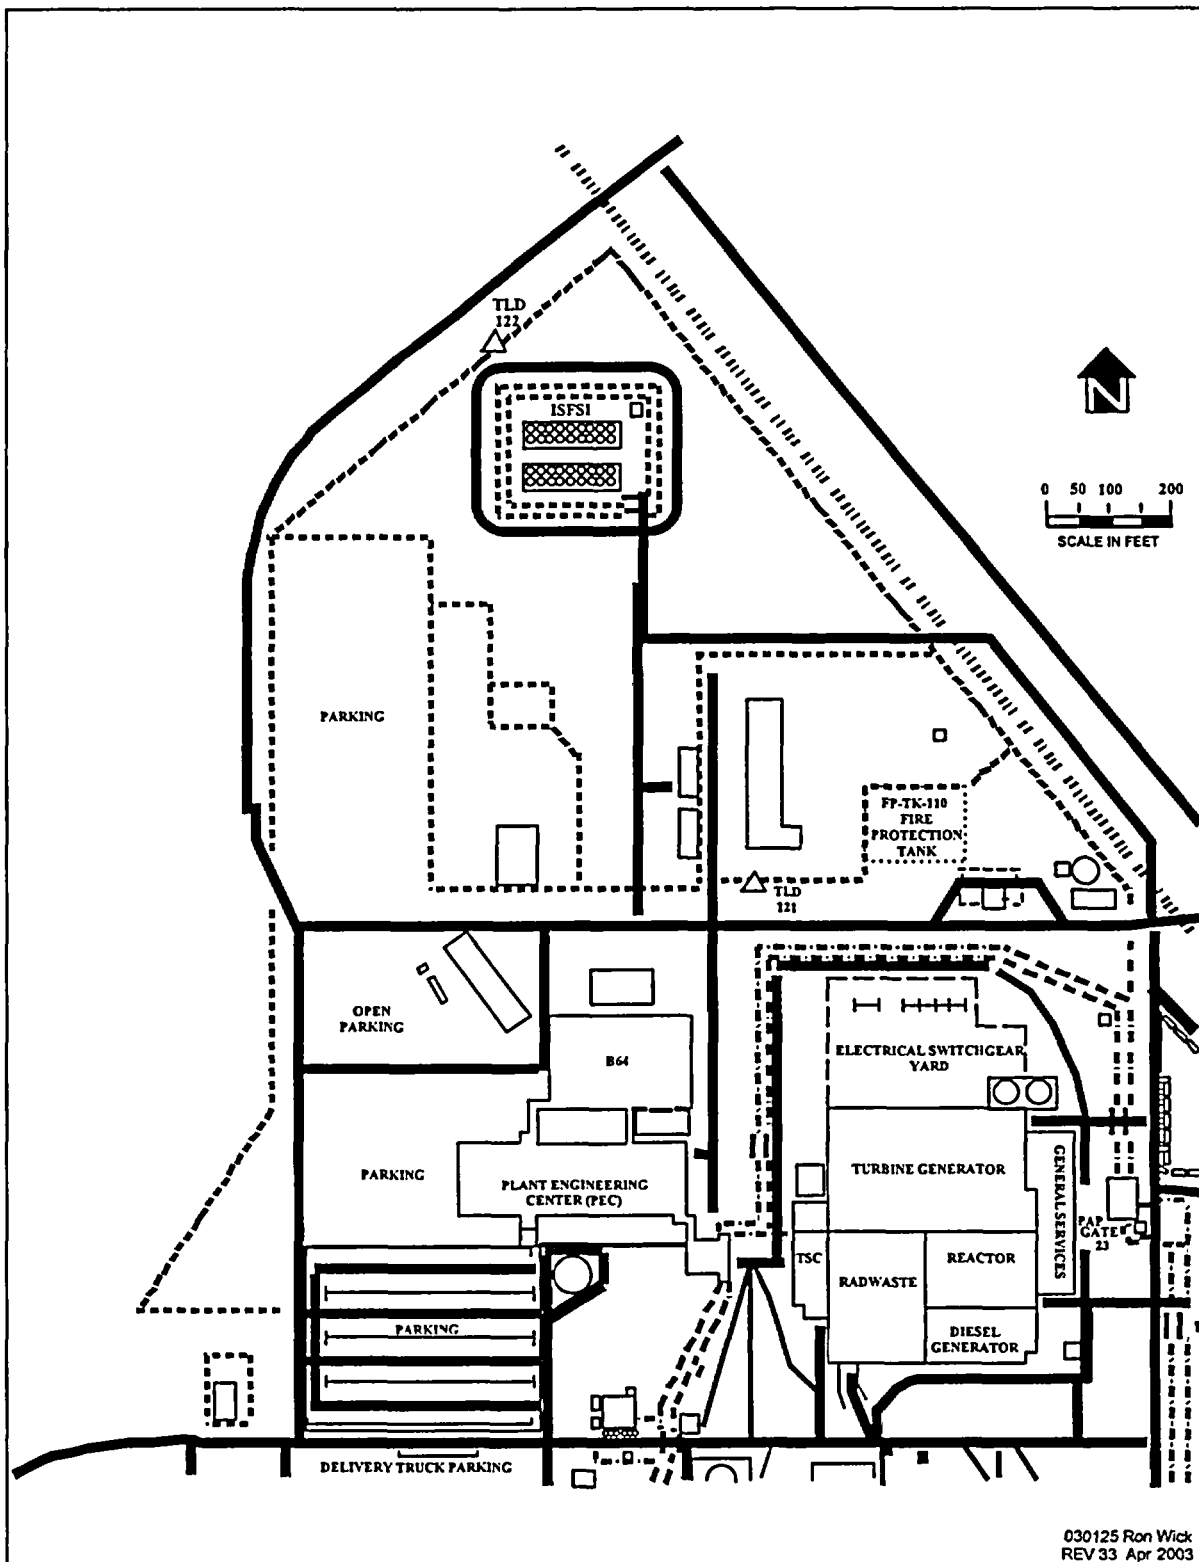 TLD
122
ISFSI
N
0 50 100 200
SCALE IN FEET
PARKING
FP-TK-110
FIRE
PROTECTION
TANK
TLD
121
OPEN
PARKING
B64
ELECTRICAL SWITCHGEAR
YARD
PARKING
PLANT ENGINEERING
CENTER (PEC)
TURBINE GENERATOR
GENERAL SERVICES
PAP
GATE
23
TSC
RADWASTE
REACTOR
PARKING
DIESEL
GENERATOR
DELIVERY TRUCK PARKING
030125 Ron Wick
REV 33 Apr 2003